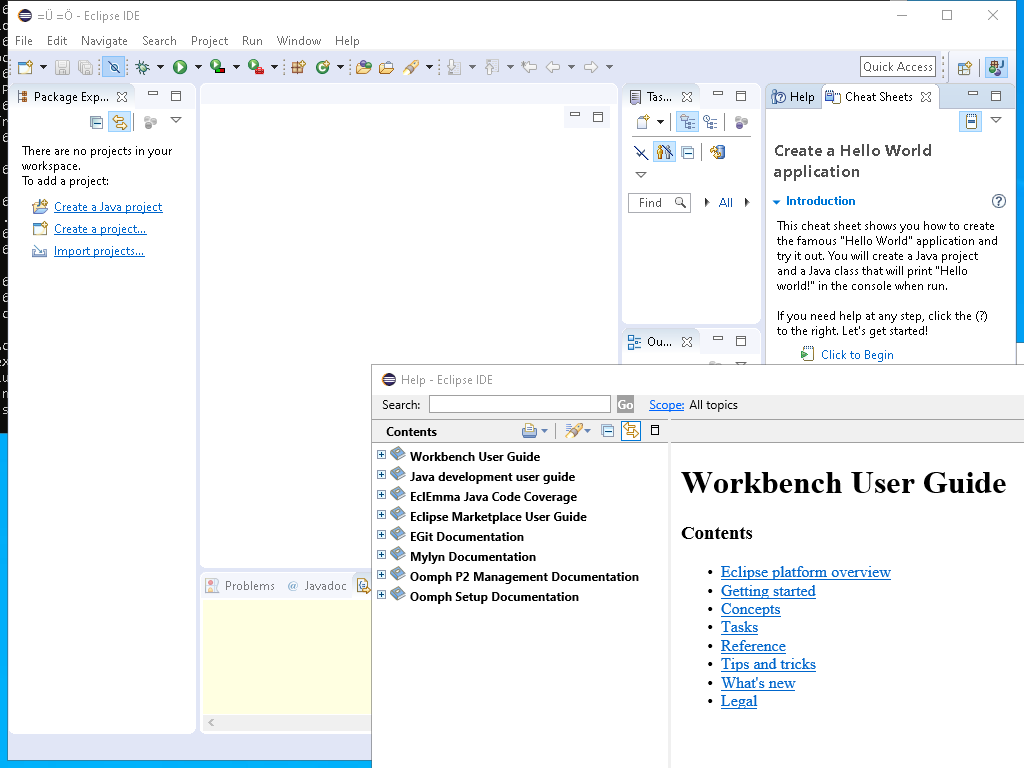 =Ü =Ö - Eclipse IDE
File Edit Navigate Search Project Run Window Help
Quick Access
Package Exp...
There are no projects in your
workspace.
To add a project:
Create a Java project
Create a project...
Import projects...
Tas...
Find
All
Ou...
Help
Cheat Sheets
Create a Hello World
application
Introduction
This cheat sheet shows you how to create
the famous "Hello World" application and
try it out. You will create a Java project
and a Java class that will print "Hello
world!" in the console when run.
If you need help at any step, click the (?)
to the right. Let's get started!
Click to Begin
Problems @ Javadoc
Help - Eclipse IDE
Search: Go Scope: All topics
Contents
Workbench User Guide
Java development user guide
EclEmma Java Code Coverage
Eclipse Marketplace User Guide
EGit Documentation
Mylyn Documentation
Oomph P2 Management Documentation
Oomph Setup Documentation
Workbench User Guide
Contents
Eclipse platform overview
Getting started
Concepts
Tasks
Reference
Tips and tricks
What's new
Legal